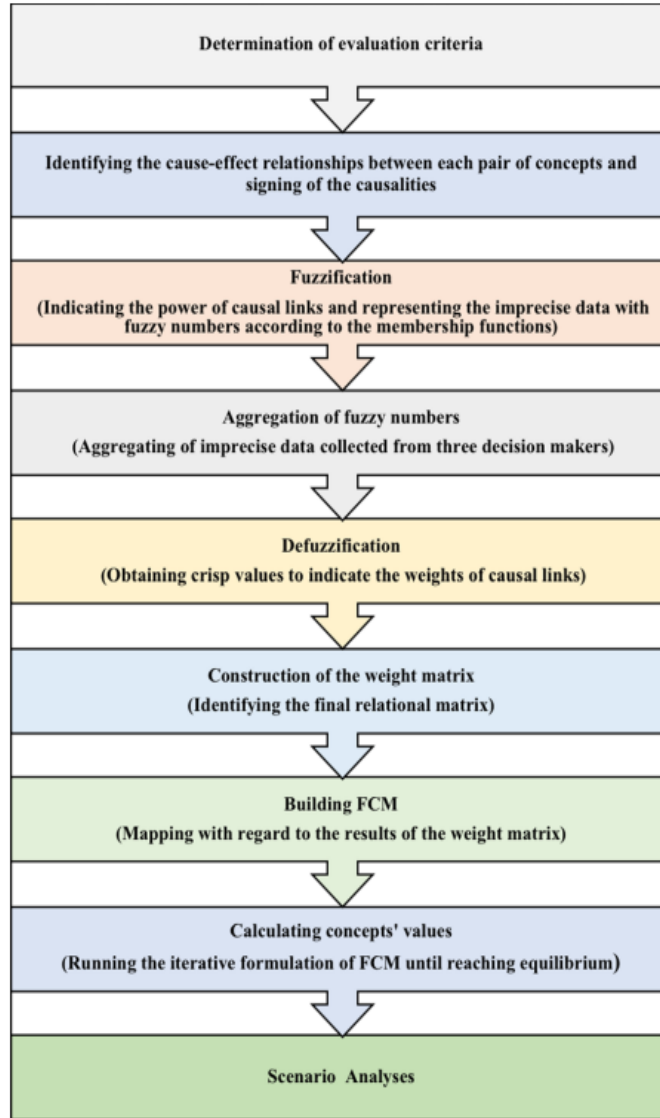 Determination of evaluation criteria
Identifying the cause-effect relationships between each pair of concepts and
signing of the causalities
Fuzzification
(Indicating the power of causal links and representing the imprecise data with
fuzzy numbers according to the membership functions)
Aggregation of fuzzy numbers
(Aggregating of imprecise data collected from three decision makers)
Defuzzification
(Obtaining crisp values to indicate the weights of causal links)
Construction of the weight matrix
(Identifying the final relational matrix)
Building FCM
(Mapping with regard to the results of the weight matrix)
Calculating concepts' values
(Running the iterative formulation of FCM until reaching equilibrium)
Scenario Analyses